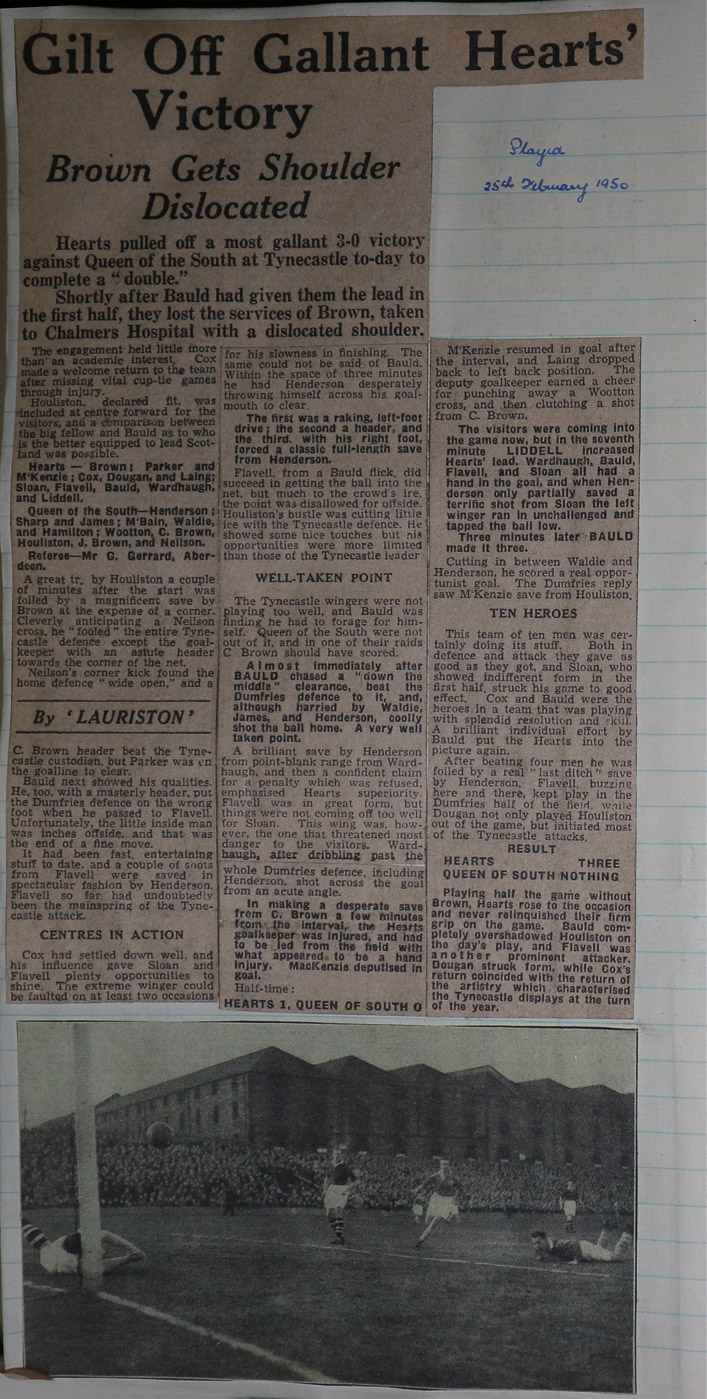 Gilt Off Gallant Hearts'
Victory
Brown Gets Shoulder
Dislocated
Played
25th February 1950
Hearts pulled off a most gallant 3-0 victory
against Queen of the South at Tynecastle to-day to
complete a "double."
Shortly after Bauld had given them the lead in
the first half, they lost the services of Brown, taken
to Chalmers Hospital with a dislocated shoulder.
The engagement held little more
than an academic interest. Cox
made a welcome return to the team
after missing vital cup-tie games
through injury.
Houliston, declared fit, was
included at centre forward for the
visitors, and a comparison between
the big fellow and Bauld as to who
is the better equipped to lead Scot-
land was possible.
Hearts — Brown; Parker and
M'Kenzie; Cox, Dougan, and Laing;
Sloan, Flavell, Bauld, Wardhaugh,
and Liddell.
Queen of the South—Henderson;
Sharp and James; M'Bain, Waldie,
and Hamilton; Wootton, C. Brown,
Houliston, J. Brown, and Neilson.
Referee—Mr G. Gerrard, Aber-
deen.
A great try by Houliston a couple
of minutes after the start was
foiled by a magnificent save by
Brown at the expense of a corner.
Cleverly anticipating a Neilson
cross, he "fooled" the entire Tyne-
castle defence except the goal-
keeper with an astute header
towards the corner of the net.
Neilson's corner kick found the
home defence "wide open," and a
By 'LAURISTON'
C. Brown header beat the Tyne-
castle custodian, but Parker was on
the goalline to clear.
Bauld next showed his qualities.
He, too, with a masterly header, put
the Dumfries defence on the wrong
foot when he passed to Flavell.
Unfortunately, the little inside man
was inches offside, and that was
the end of a fine move.
It had been fast, entertaining
stuff to date, and a couple of shots
from Flavell were saved in
spectacular fashion by Henderson.
Flavell so far had undoubtedly
been the mainspring of the Tyne-
castle attack.
CENTRES IN ACTION
Cox had settled down well, and
his influence gave Sloan and
Flavell plenty opportunities to
shine. The extreme winger could
be faulted on at least two occasions
for his slowness in finishing. The
same could not be said of Bauld.
Within the space of three minutes
he had Henderson desperately
throwing himself across his goal-
mouth to clear.
The first was a raking, left-foot
drive; the second a header, and
the third, with his right foot,
forced a classic full-length save
from Henderson.
Flavell, from a Bauld flick, did
succeed in getting the ball into the
net, but much to the crowd's ire,
the point was disallowed for offside.
Houliston's bustle was cutting little
ice with the Tynecastle defence. He
showed some nice touches but his
opportunities were more limited
than those of the Tynecastle leader
WELL-TAKEN POINT
The Tynecastle wingers were not
playing too well, and Bauld was
finding he had to forage for him-
self. Queen of the South were not
out of it, and in one of their raids
C Brown should have scored.
Almost immediately after
BAULD chased a "down the
middle" clearance, beat the
Dumfries defence to it, and,
although harried by Waldie,
James, and Henderson, coolly
shot the ball home. A very well
taken point.
A brilliant save by Henderson
from point-blank range from Ward-
haugh, and then a confident claim
for a penalty which was refused,
emphasised Hearts superiority.
Flavell was in great form, but
things were not coming off too well
for Sloan. This wing was, how-
ever, the one that threatened most
danger to the visitors. Ward-
haugh, after dribbling past the
whole Dumfries defence, including
Henderson, shot across the goal
from an acute angle.
In making a desperate save
from C. Brown a few minutes
from the interval, the Hearts
goalkeeper was injured, and had
to be led from the field with
what appeared to be a hand
injury. MacKenzie deputised in
goal.
Half-time:
HEARTS 1, QUEEN OF SOUTH 0
M'Kenzie resumed in goal after
the interval, and Laing dropped
back to left back position. The
deputy goalkeeper earned a cheer
for punching away a Wootton
cross, and then clutching a shot
from C. Brown.
The visitors were coming into
the game now, but in the seventh
minute LIDDELL increased
Hearts' lead. Wardhaugh, Bauld,
Flavell, and Sloan all had a
hand in the goal, and when Hen-
derson only partially saved a
terrific shot from Sloan the left
winger ran in unchallenged and
tapped the ball low.
Three minutes later BAULD
made it three.
Cutting in between Waldie and
Henderson, he scored a real oppor-
tunist goal. The Dumfries reply
saw M'Kenzie save from Houliston.
TEN HEROES
This team of ten men was cer-
tainly doing its stuff. Both in
defence and attack they gave as
good as they got, and Sloan, who
showed indifferent form in the
first half, struck his game to good
effect. Cox and Bauld were the
heroes in a team that was playing
with splendid resolution and skill.
A brilliant individual effort by
Bauld put the Hearts into the
picture again.
After beating four men he was
foiled by a real "last ditch" save
by Henderson. Flavell, buzzing
here and there, kept play in the
Dumfries half of the field, while
Dougan not only played Houliston
out of the game, but initiated most
of the Tynecastle attacks.
RESULT
HEARTS THREE
QUEEN OF SOUTH NOTHING
Playing half the game without
Brown, Hearts rose to the occasion
and never relinquished their firm
grip on the game. Bauld com-
pletely overshadowed Houliston on
the day's play, and Flavell was
another prominent attacker.
Dougan struck form, while Cox's
return coincided with the return of
the artistry which characterised
the Tynecastle displays at the turn
of the year.